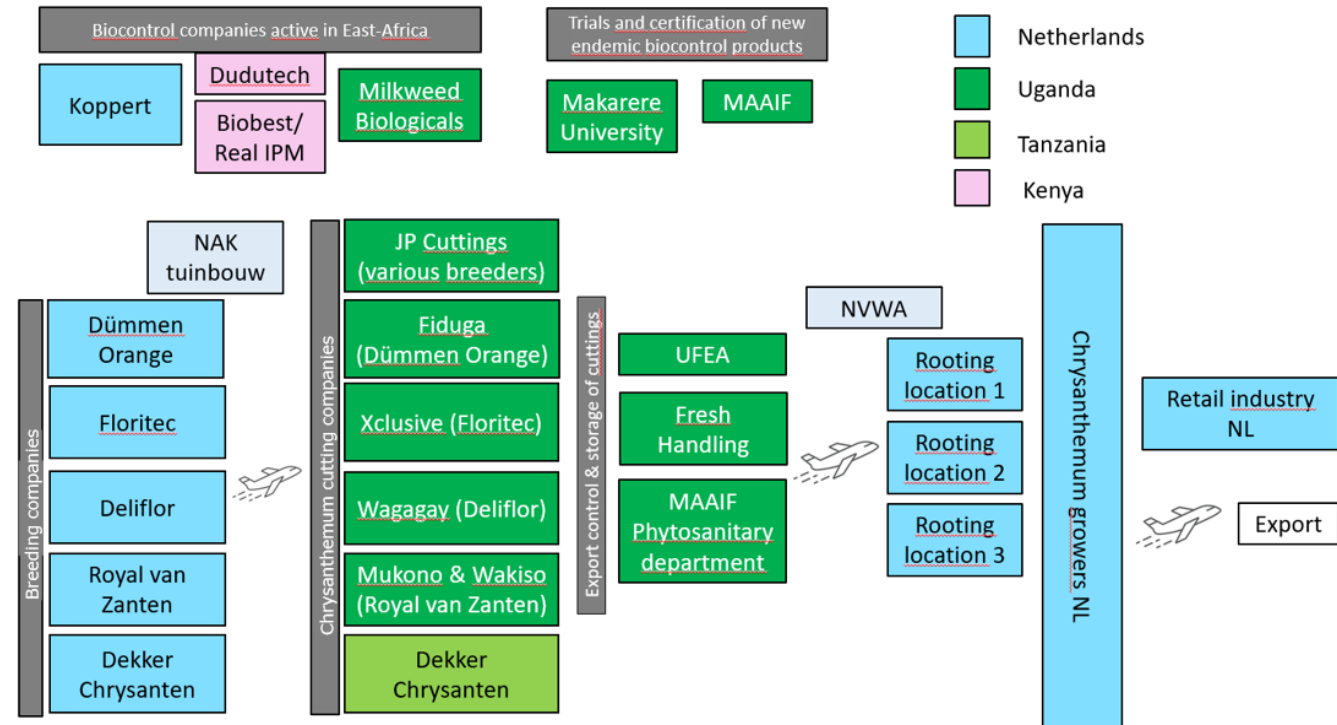 Biocontrol companies active in East-Africa
Koppert
Dudutech
Biobest/
Real IPM
Milkweed
Biologicals
Trials and certification of new
endemic biocontrol products
Makarere
University
MAAIF
Netherlands
Uganda
Tanzania
Kenya
NAK
tuinbouw
Breeding companies
Dümmen
Orange
Floritec
Deliflor
Royal van
Zanten
Dekker
Chrysanten
Chrysanthemum cutting companies
JP Cuttings
(various breeders)
Fiduga
(Dümmen Orange)
Xclusive (Floritec)
Wagagay (Deliflor)
Mukono & Wakiso
(Royal van Zanten)
Dekker
Chrysanten
Export control & storage of cuttings
UFEA
Fresh
Handling
MAAIF
Phytosanitary
department
NVWA
Rooting
location 1
Rooting
location 2
Rooting
location 3
Chrysanthemum growers NL
Retail industry
NL
Export